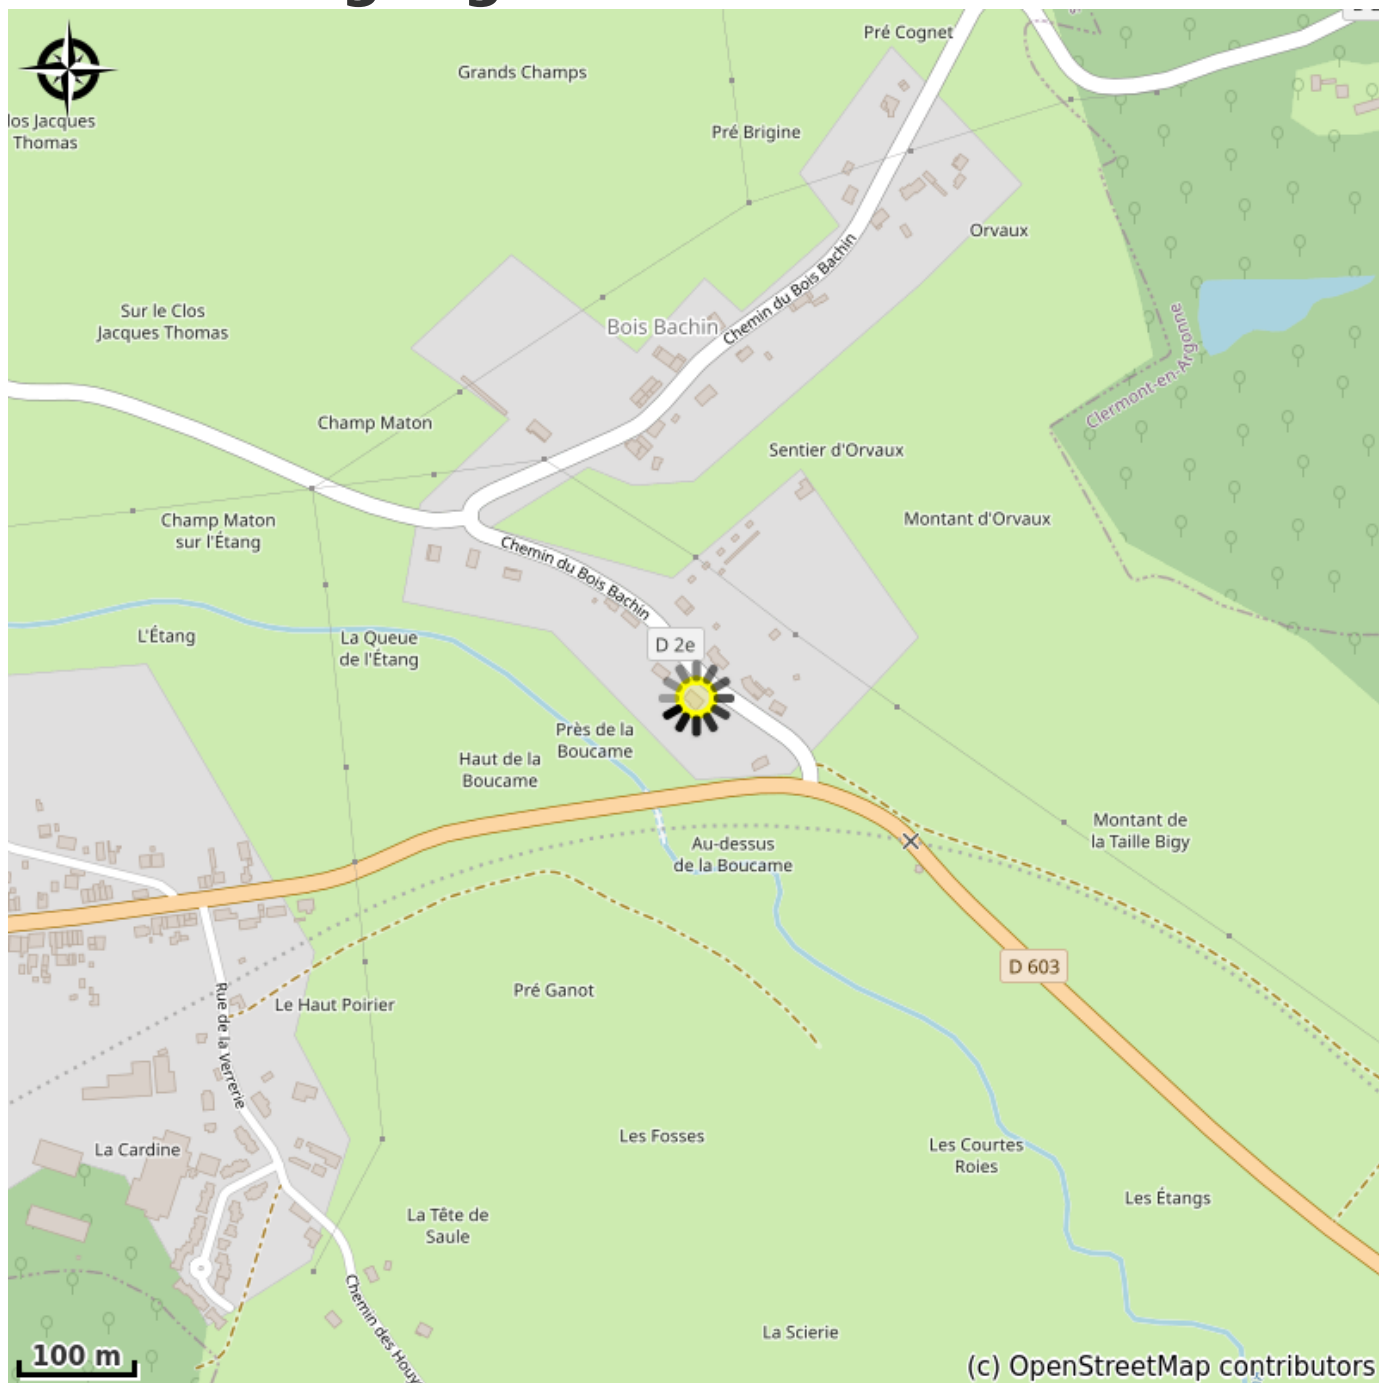 Pré Cognet
Grands Champs
los Jacques
Thomas
Pré Brigine
Orvaux
Sur le Clos
Jacques Thomas
Bois Bachin
Chemin du Bois Bachin
Clermont-en-Argonne
Champ Maton
Sentier d'Orvaux
Champ Maton
sur l'Étang
Montant d'Orvaux
Chemin du Bois Bachin
L'Étang
La Queue
de l'Étang
D 2e
Près de la
Boucame
Haut de la
Boucame
Montant de
la Taille Bigy
Au-dessus
de la Boucame
D 603
Pré Ganot
Le Haut Poirier
Rue de la Verrerie
Les Fosses
La Cardine
Les Courtes
Roies
Les Étangs
La Tête de
Saule
Chemin des Houy
La Scierie
100 m
(c) OpenStreetMap contributors